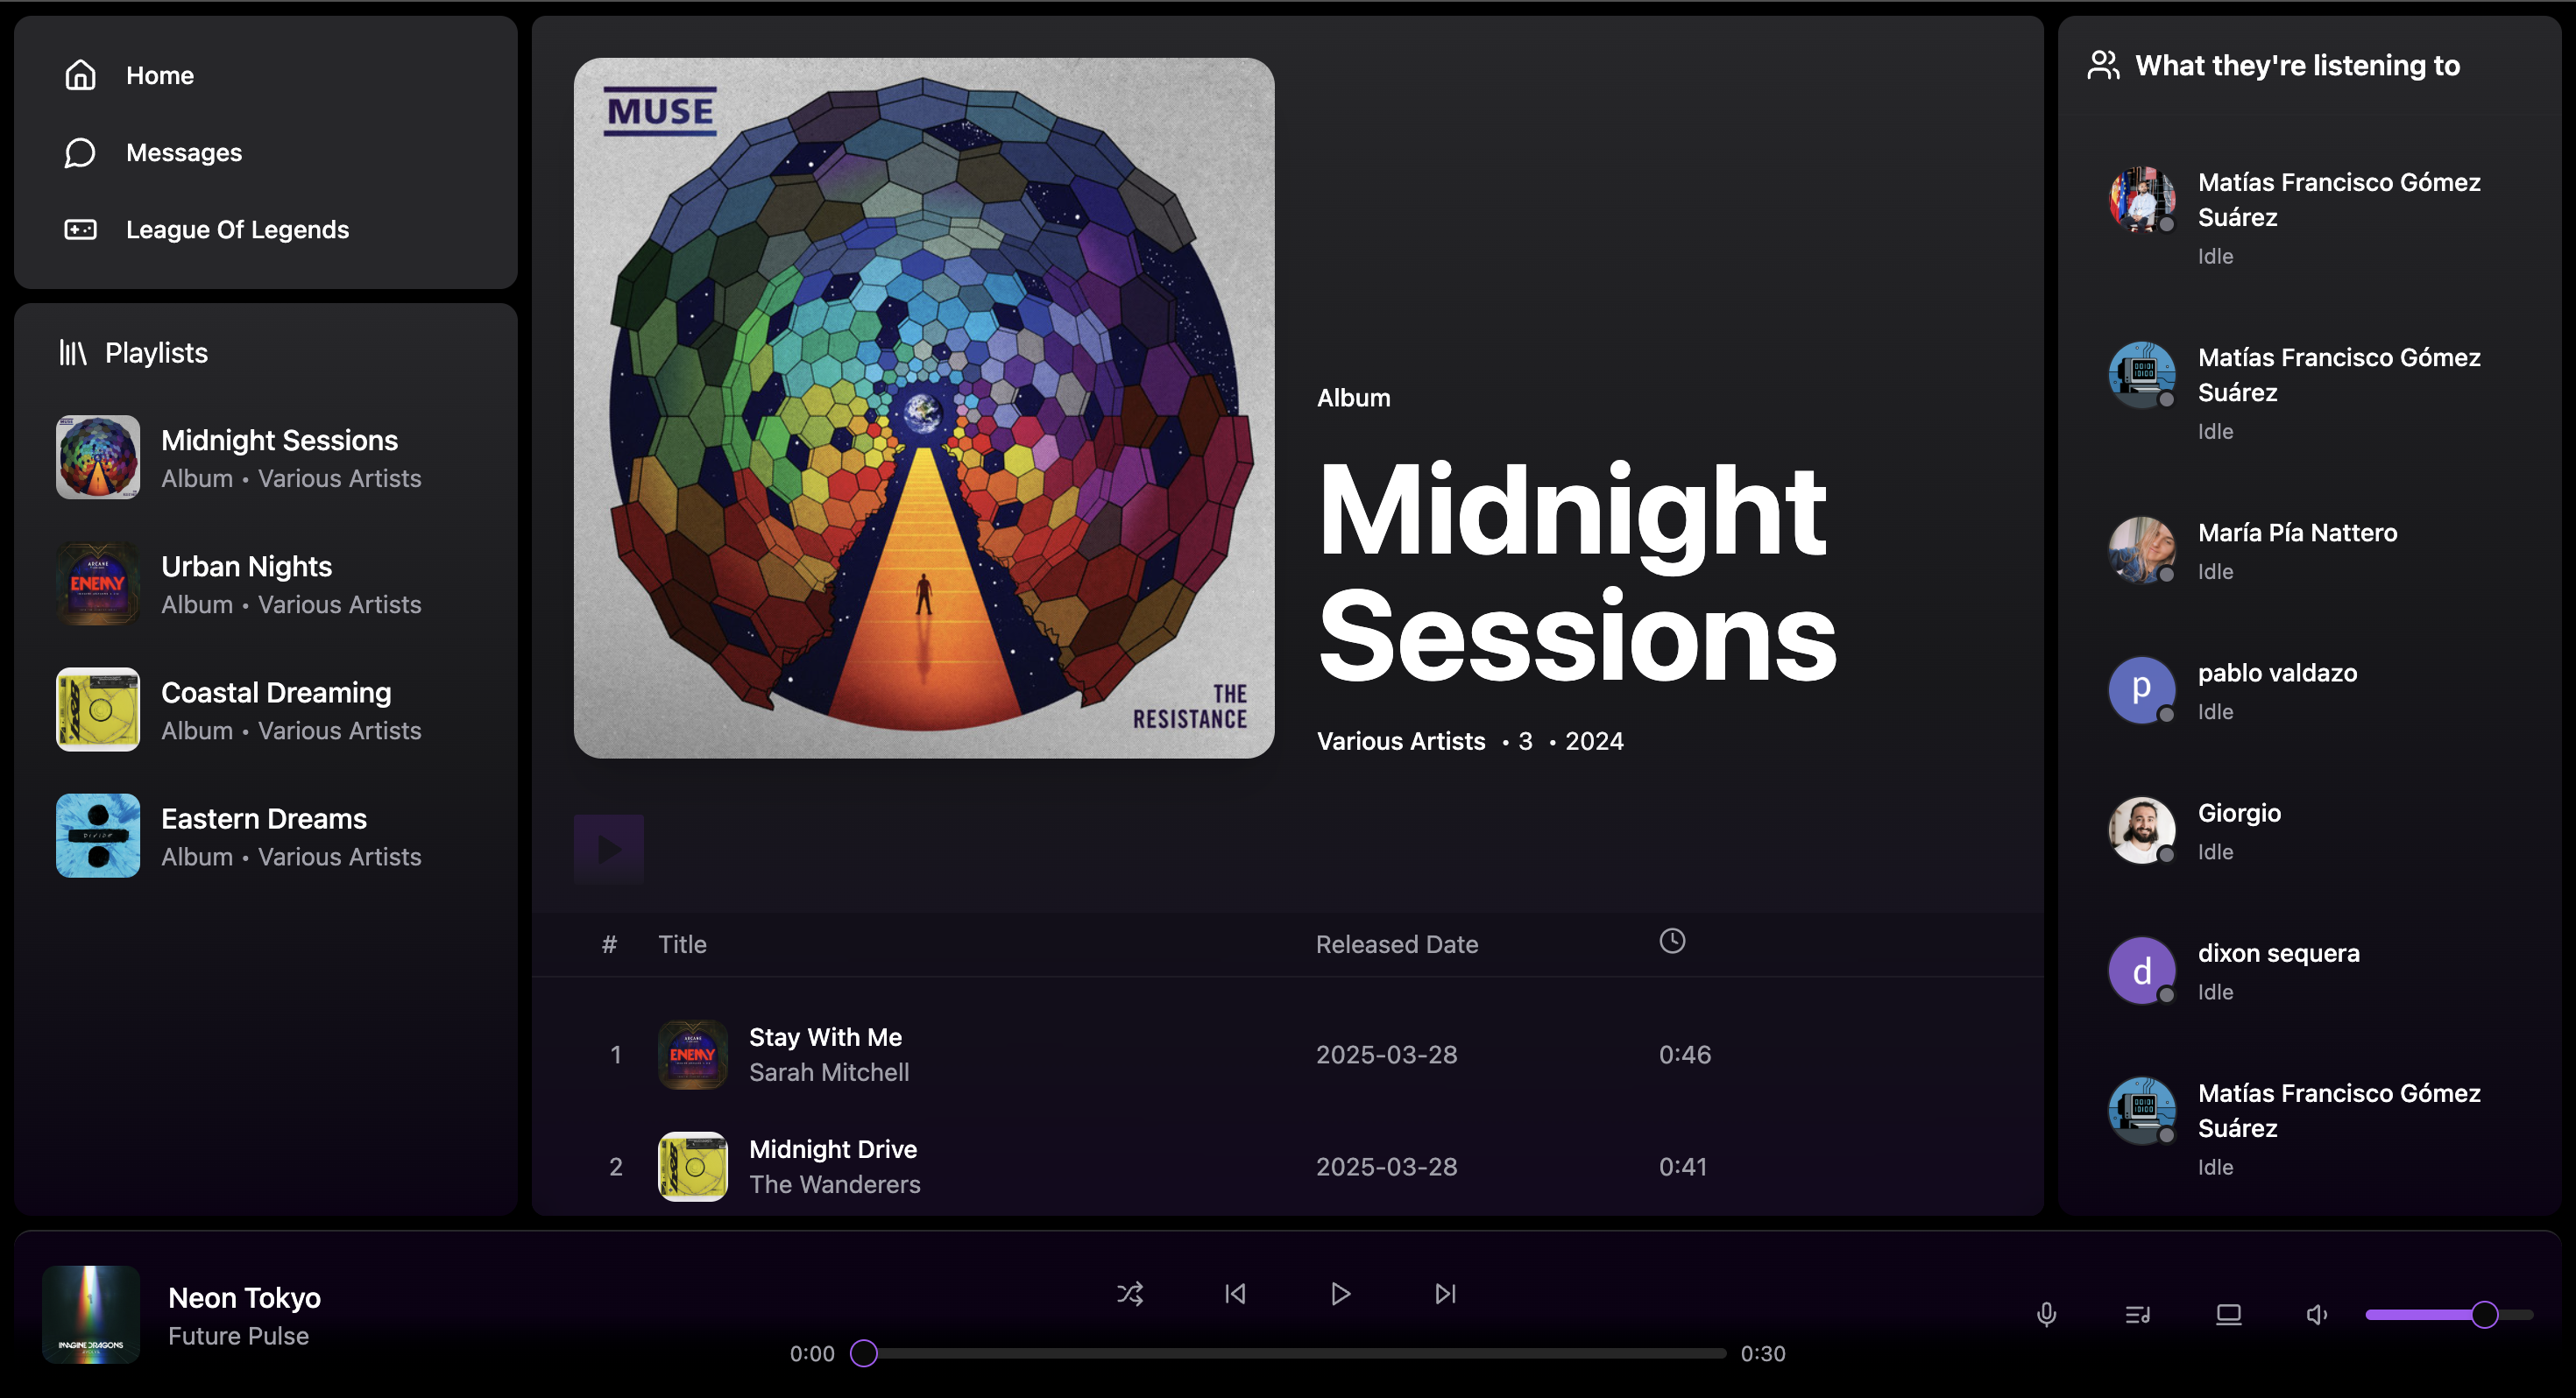 Home
Messages
League Of Legends
Playlists
Midnight Sessions
Album • Various Artists
Urban Nights
Album • Various Artists
Coastal Dreaming
Album • Various Artists
Eastern Dreams
Album • Various Artists
MUSE
THE
RESISTANCE
Album
Midnight
Sessions
Various Artists • 3 • 2024
# Title Released Date
1 Stay With Me 2025-03-28 0:46
ARCANE
ENEMY
Sarah Mitchell
2 Midnight Drive 2025-03-28 0:41
The Wanderers
What they're listening to
Matías Francisco Gómez
Suárez
Idle
Matías Francisco Gómez
Suárez
Idle
María Pía Nattero
Idle
p
pablo valdazo
Idle
Giorgio
Idle
d
dixon sequera
Idle
Matías Francisco Gómez
Suárez
Idle
IMAGINE DRAGONS
Neon Tokyo
Future Pulse
0:00
0:30